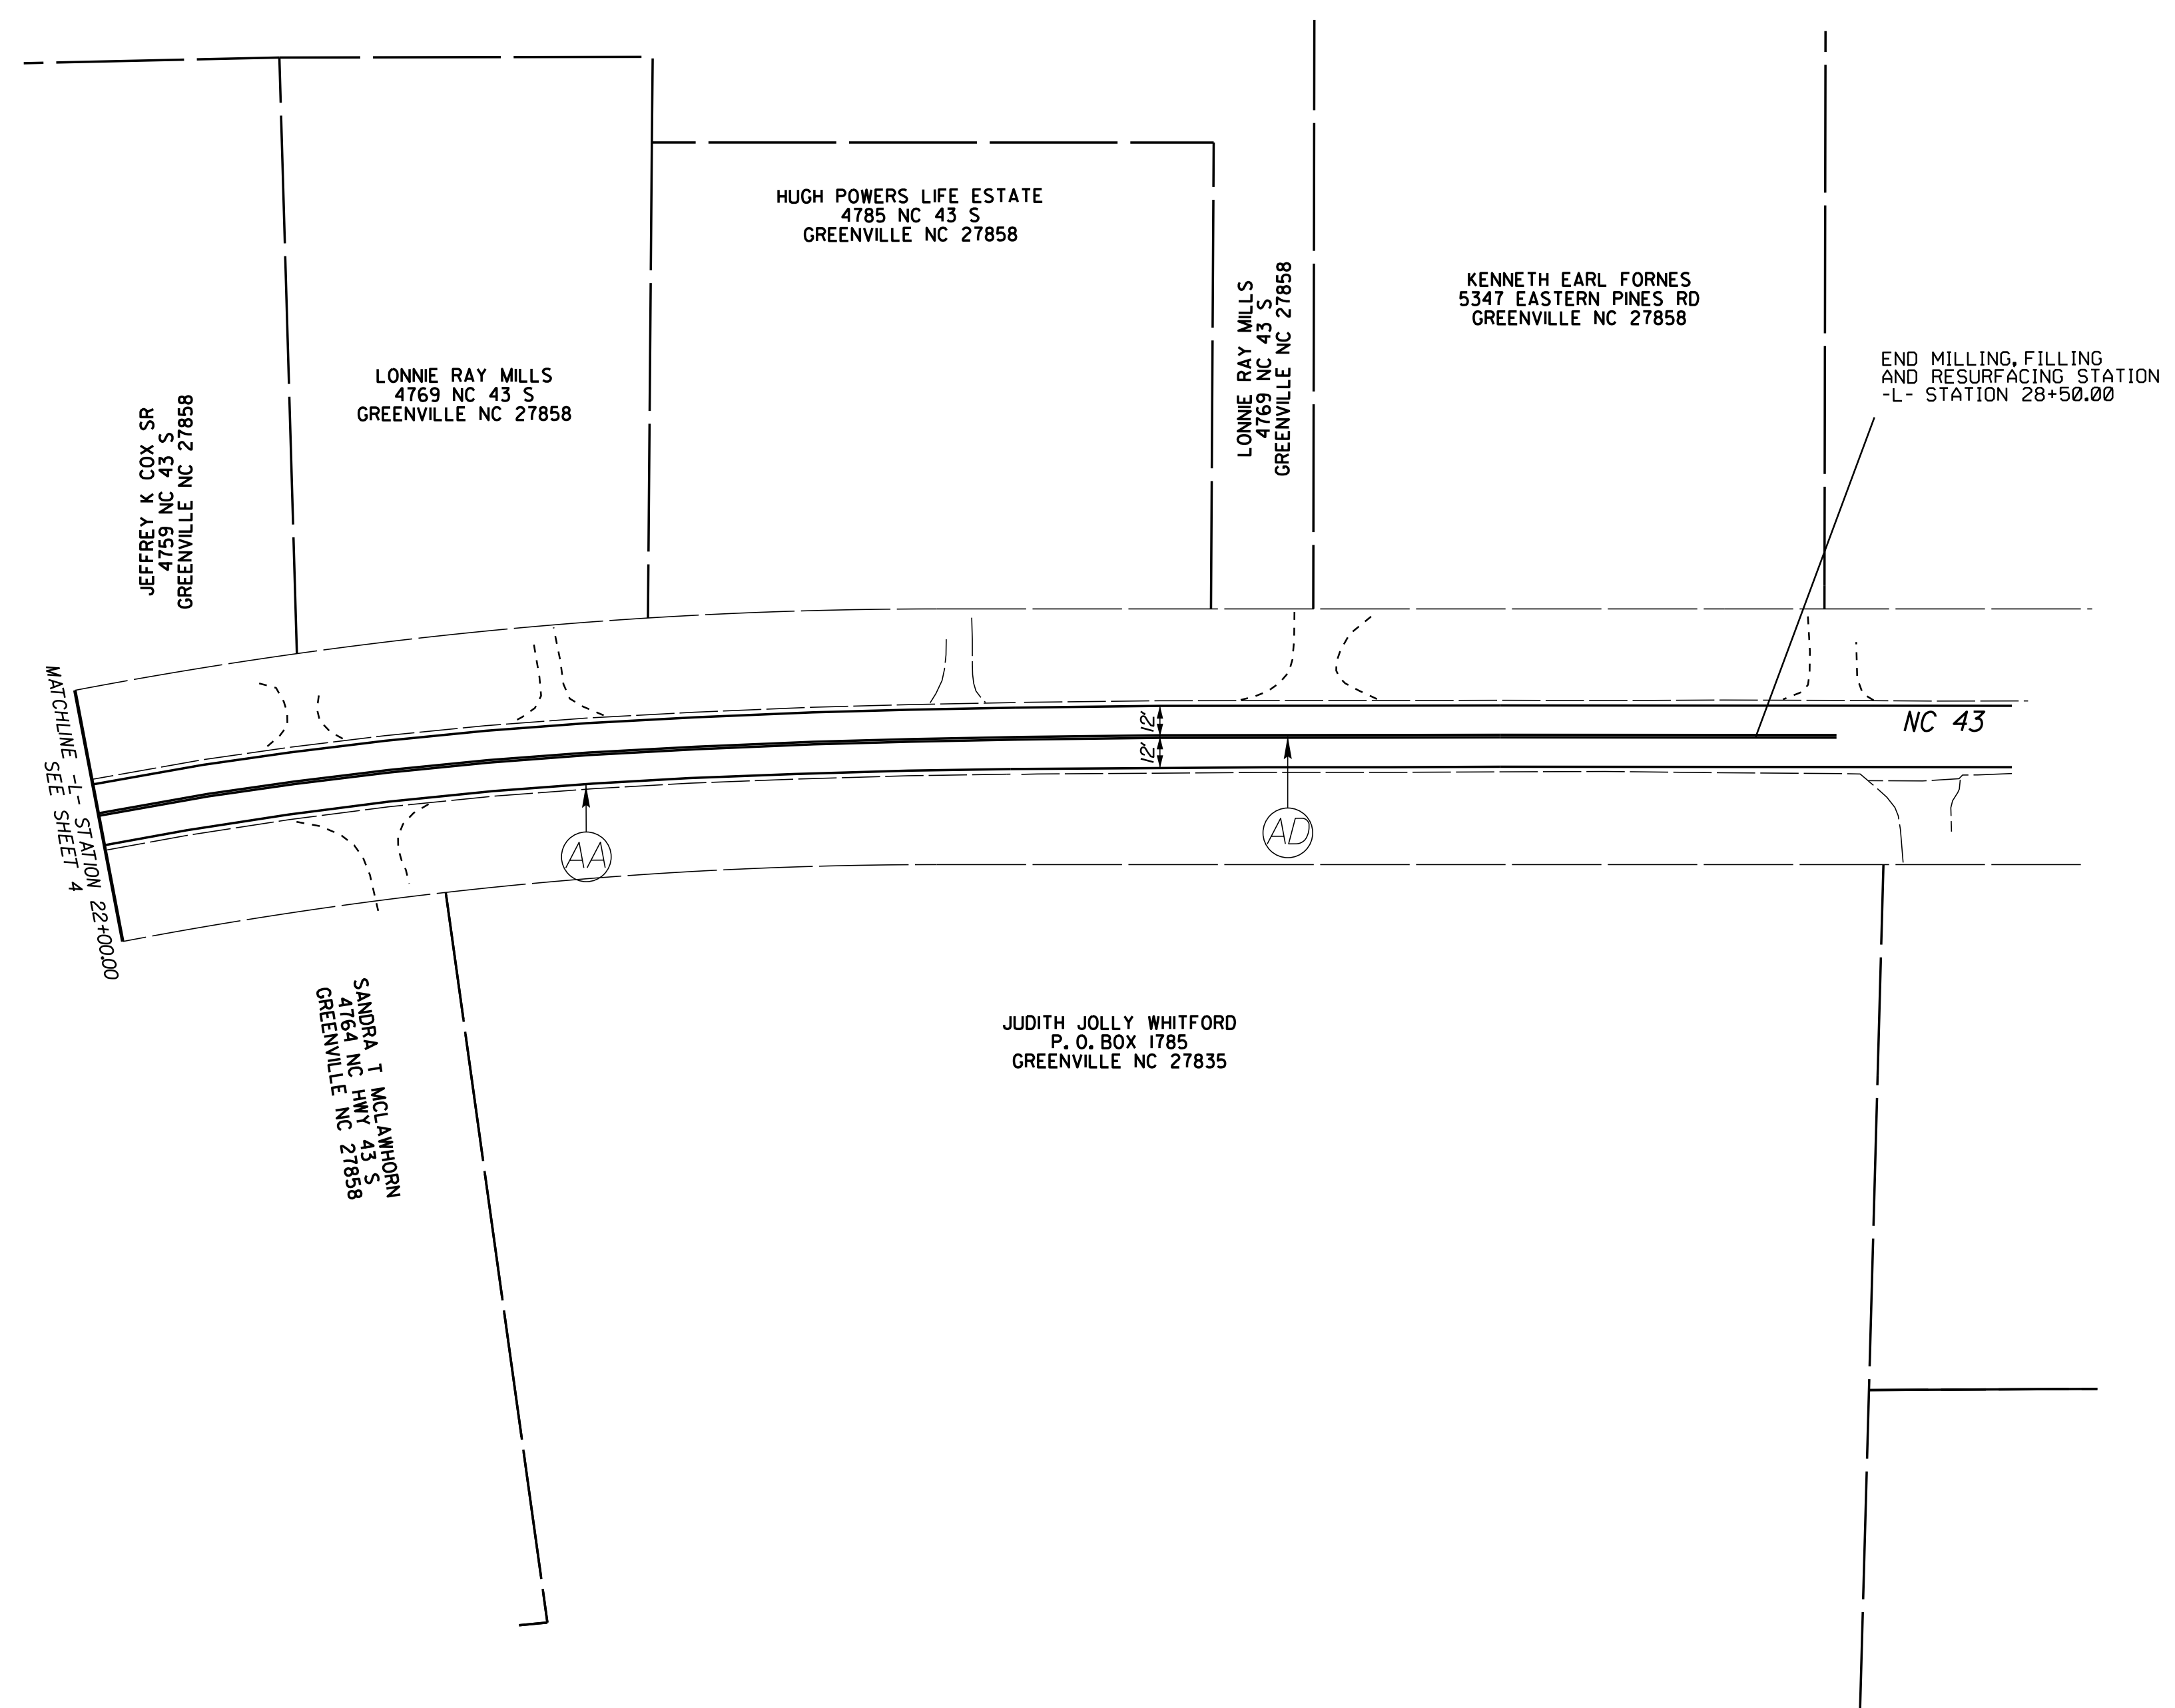 HUGH POWERS LIFE ESTATE
4785 NC 43 S
GREENVILLE NC 27858
KENNETH EARL FORNES
5347 EASTERN PINES RD
GREENVILLE NC 27858
LONNIE RAY MILLS
4769 NC 43 S
GREENVILLE NC 27858
END MILLING, FILLING
AND RESURFACING STATION
-L- STATION 28+50.00
LONNIE RAY MILLS
4769 NC 43 S
GREENVILLE NC 27858
JEFFREY K COX SR
4759 NC 43 S
GREENVILLE NC 27858
MATCHLINE -L- STATION 22+00.00
SEE SHEET 4
12'
12'
NC 43
AA
AD
SANDRA T MCLAWHORN
4764 NC HWY 43 S
GREENVILLE NC 27858
JUDITH JOLLY WHITFORD
P. O. BOX 1785
GREENVILLE NC 27835